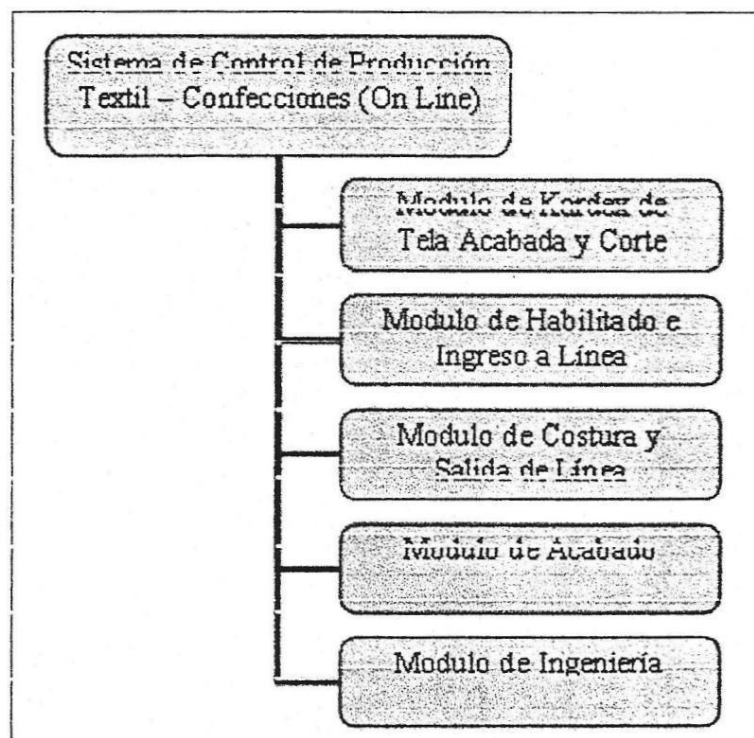 Sistema de Control de Producción
Textil – Confecciones (On Line)
Modulo de Kardex de
Tela Acabada y Corte
Modulo de Habilitado e
Ingreso a Línea
Modulo de Costura y
Salida de Línea
Modulo de Acabado
Modulo de Ingeniería